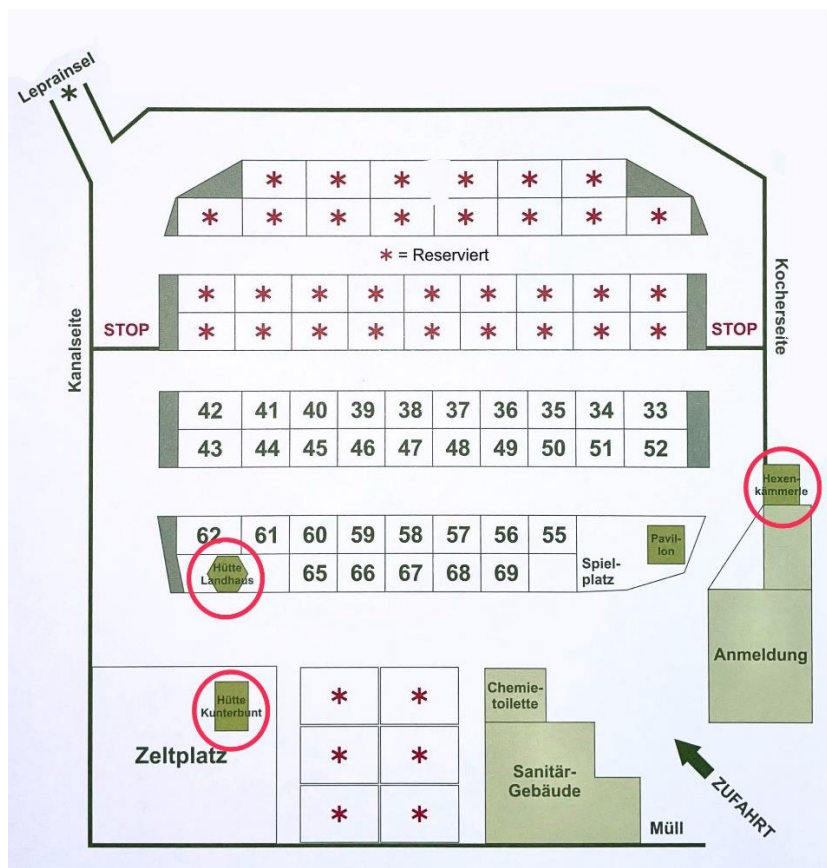 Leprainsel
*
* * * * * *
* * * * * * * *
* = Reserviert
* * * * * * * *
* * * * * * * *
STOP
STOP
Kanalseite
Kocherseite
42 41 40 39 38 37 36 35 34 33
43 44 45 46 47 48 49 50 51 52
Hexen-
kämmerle
62 61 60 59 58 57 56 55
65 66 67 68 69
Hütte
Landhaus
Spiel-
platz
Pavil-
lon
Anmeldung
Hütte
Kunterbunt
Zeltplatz
* *
* *
* *
Chemie-
toilette
Sanitär-
Gebäude
Müll
ZUFAHRT